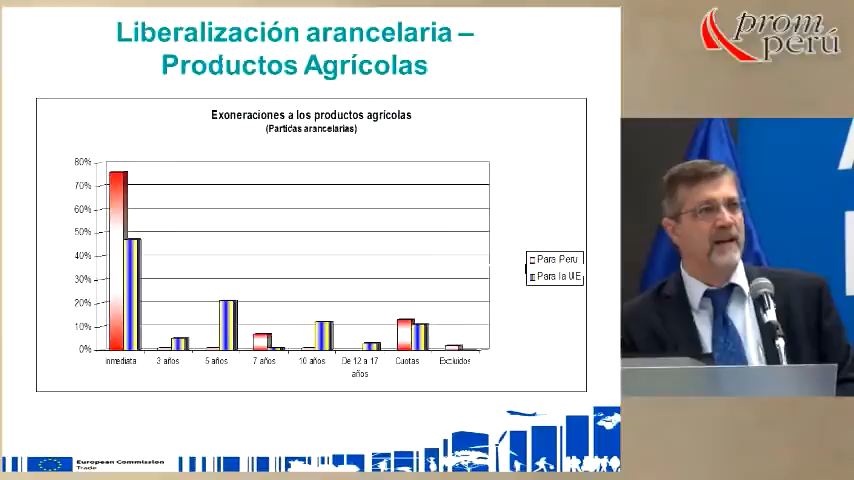 Liberalización arancelaria –
Productos Agrícolas
prom
perú
Exoneraciones a los productos agrícolas
(Partidas arancelarias)
80%
70%
60%
50%
40%
30%
20%
10%
0%
Inmediata
3 años
5 años
7 años
10 años
De 12 a 17
años
Cuotas
Excluidos
Para Peru
Para la UE
European Commission
Trade